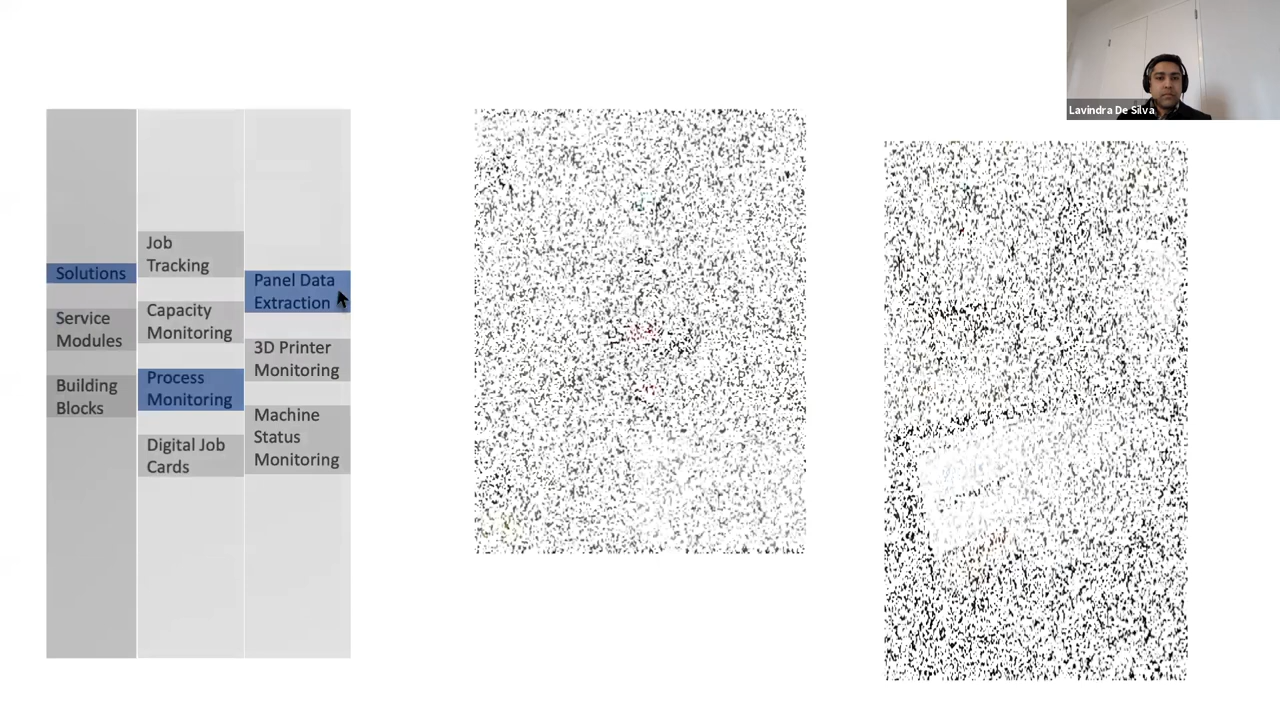 Lavindra De Silva
Solutions
Service
Modules
Building
Blocks
Job
Tracking
Capacity
Monitoring
Process
Monitoring
Digital Job
Cards
Panel Data
Extraction
3D Printer
Monitoring
Machine
Status
Monitoring